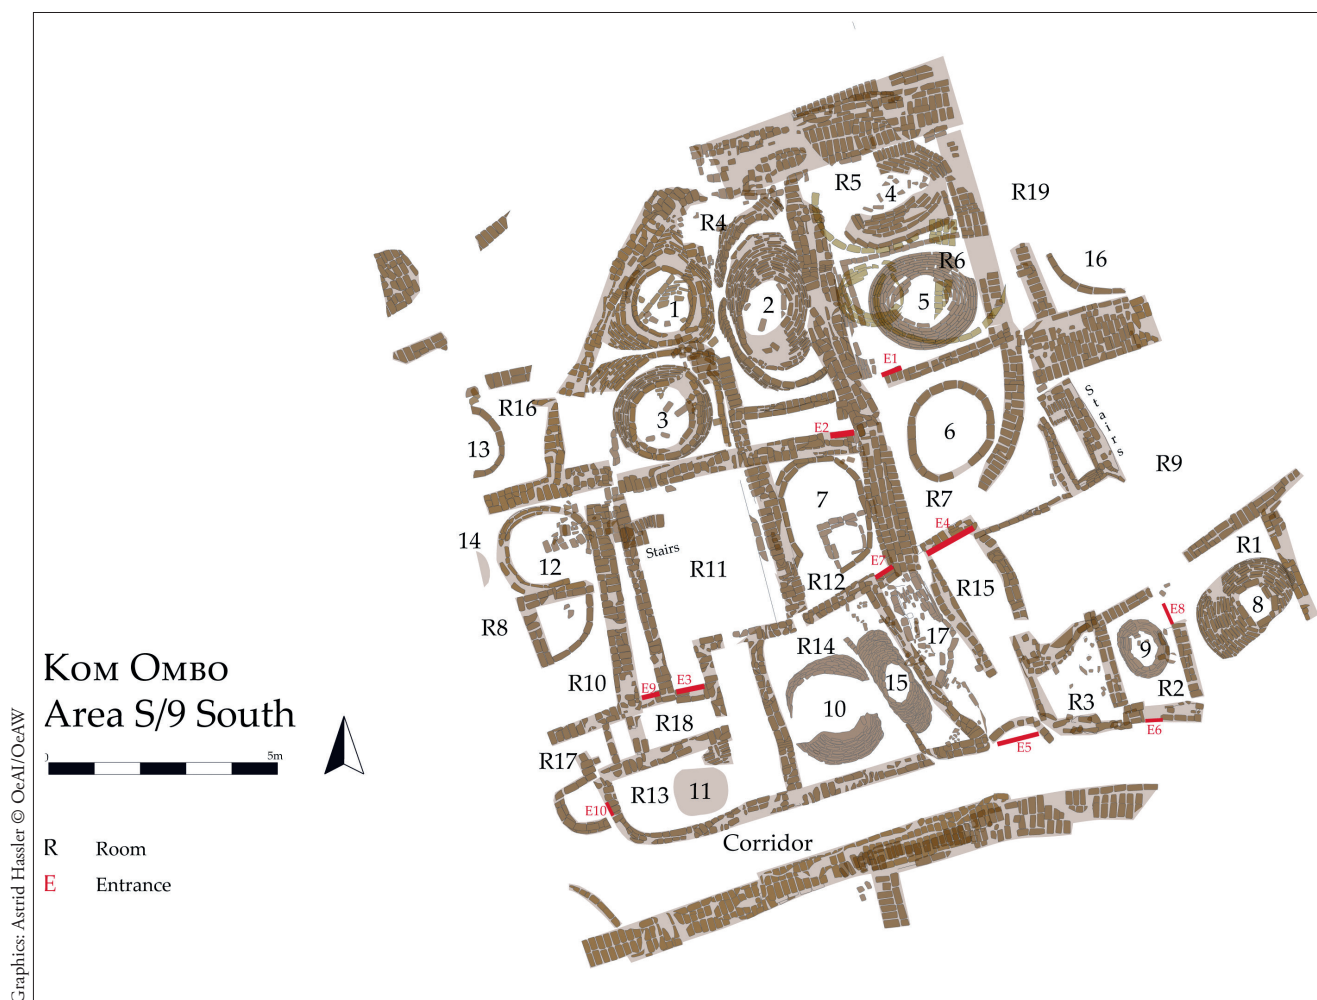 R5
4
R19
R4
R6
16
1
2
5
E1
Stairs
R16
3
E2
6
13
R9
7
R7
14
E4
Stairs
12
R11
R12
E7
R15
R1
8
R8
R14
17
E8
9
KOM OMBO
Area S/9 South
R10
E9
E3
15
R3
R2
10
R18
E5
E6
0
5m
R17
R13
11
E10
Corridor
R Room
E Entrance
Graphics: Astrid Hassler © OeAI/OeAW